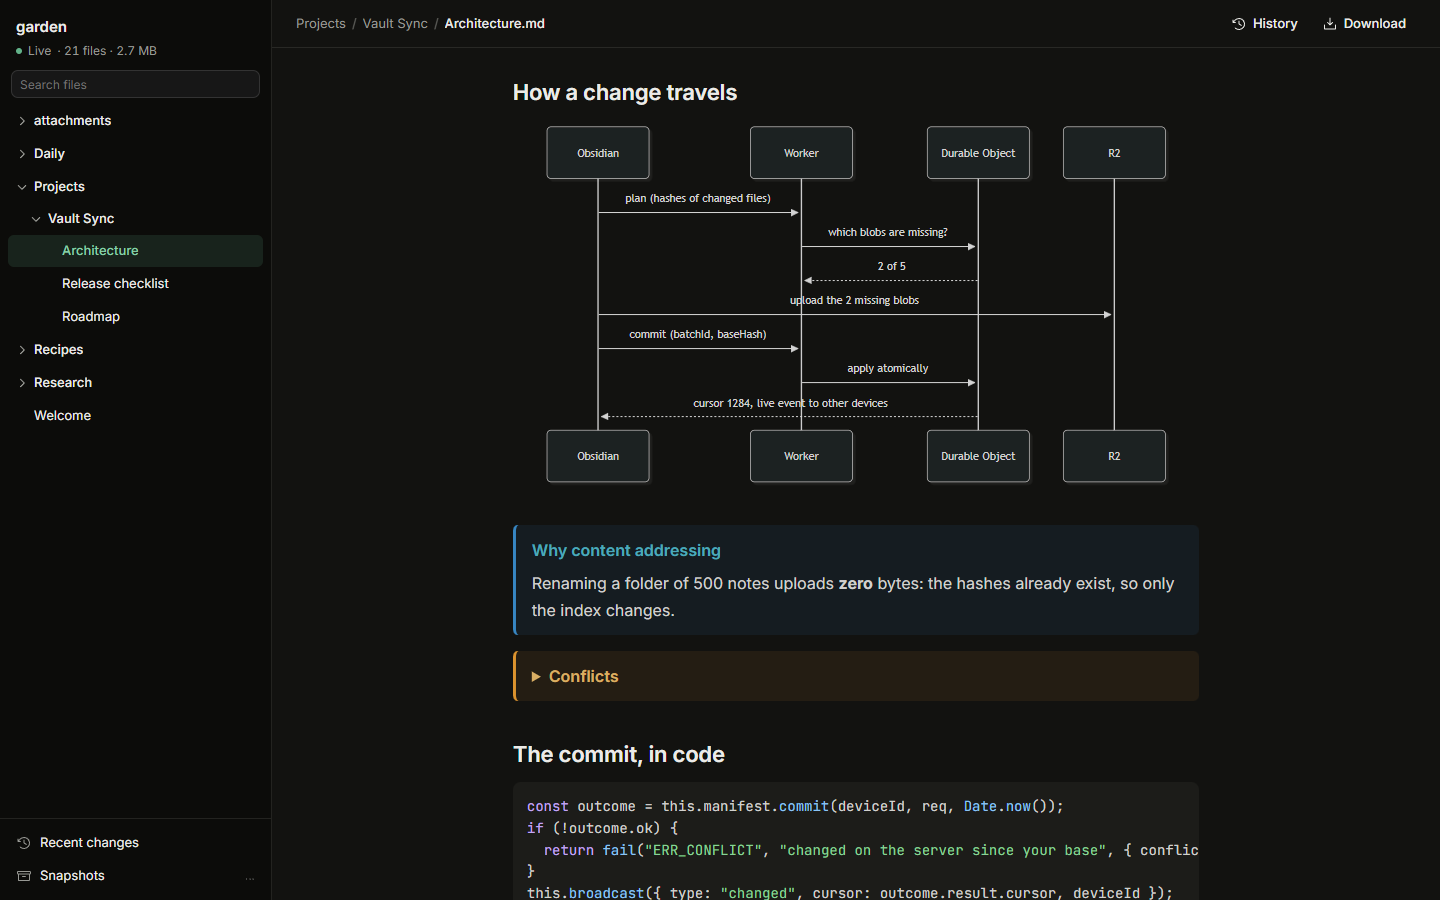 garden
Live · 21 files · 2.7 MB
Search files
attachments
Daily
Projects
Vault Sync
Architecture
Release checklist
Roadmap
Recipes
Research
Welcome
Recent changes
Snapshots
...
Projects / Vault Sync / Architecture.md
History
Download
How a change travels
Obsidian
Worker
Durable Object
R2
plan (hashes of changed files)
which blobs are missing?
2 of 5
upload the 2 missing blobs
commit (batchId, baseHash)
apply atomically
cursor 1284, live event to other devices
Obsidian
Worker
Durable Object
R2
Why content addressing
Renaming a folder of 500 notes uploads zero bytes: the hashes already exist, so only
the index changes.
Conflicts
The commit, in code
const outcome = this.manifest.commit(deviceId, req, Date.now());
if (!outcome.ok) {
return fail("ERR_CONFLICT", "changed on the server since your base", { conflic
}
this.broadcast({ type: "changed", cursor: outcome.result.cursor, deviceId });